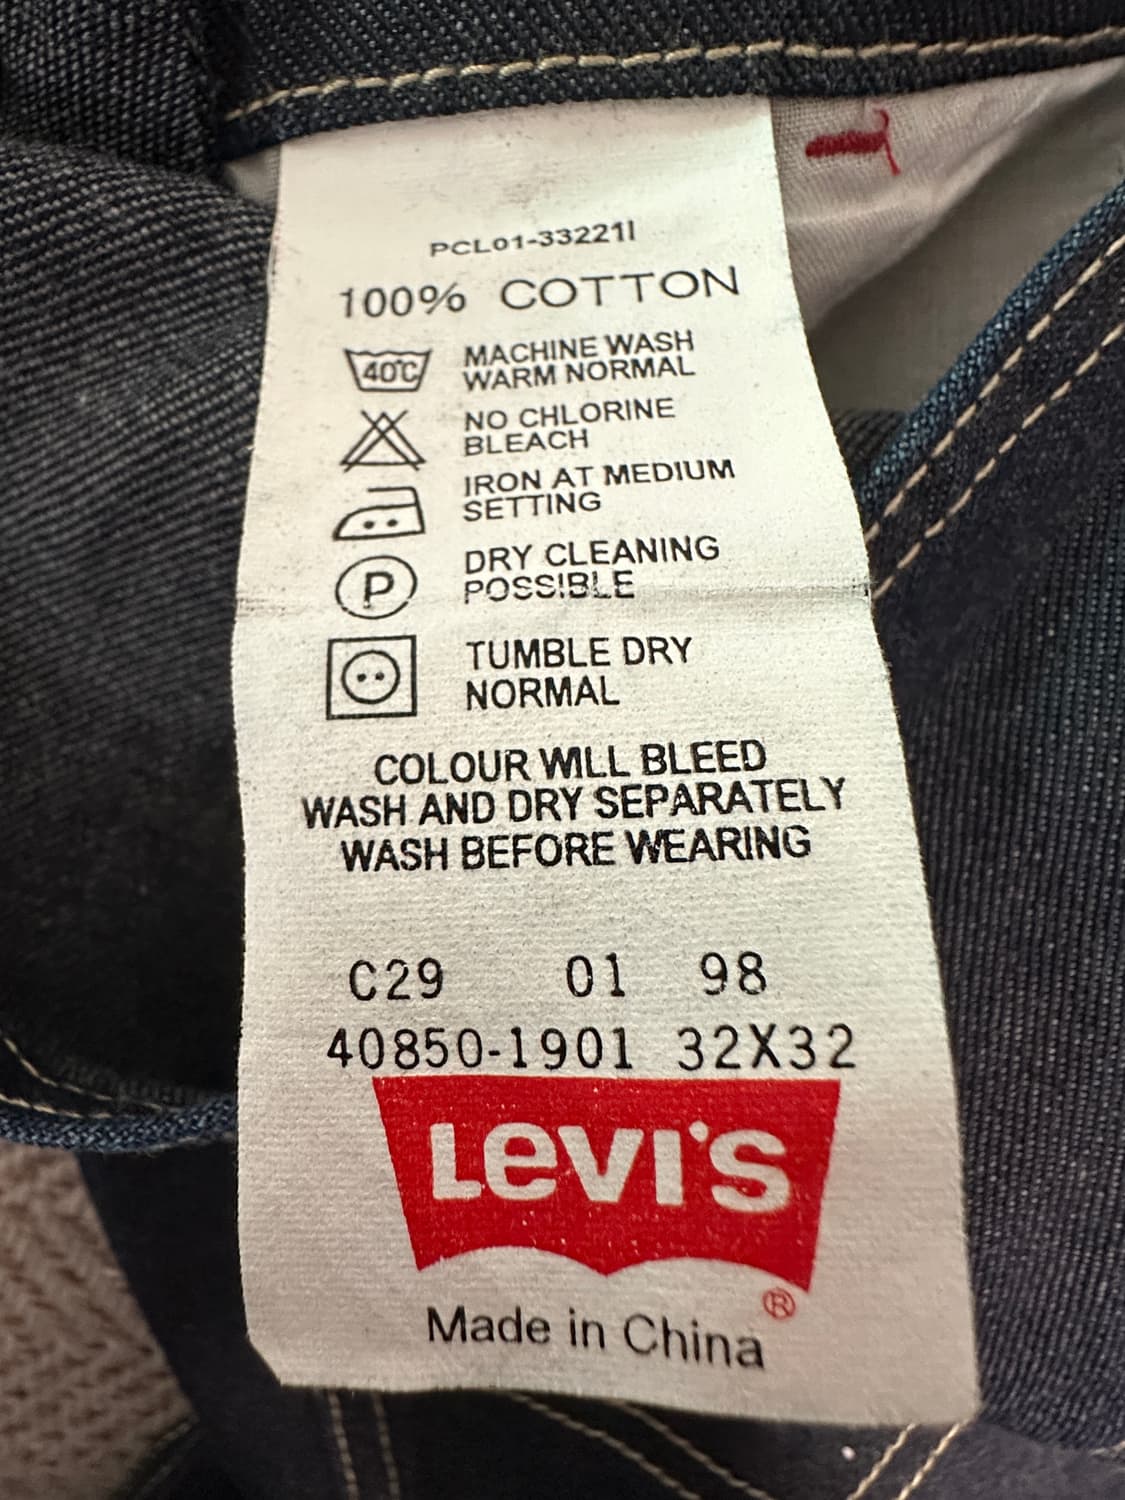 PCL01-33221I
100% COTTON
40°C MACHINE WASH
WARM NORMAL
NO CHLORINE
BLEACH
IRON AT MEDIUM
SETTING
P DRY CLEANING
POSSIBLE
TUMBLE DRY
NORMAL
COLOUR WILL BLEED
WASH AND DRY SEPARATELY
WASH BEFORE WEARING
C29 01 98
40850-1901 32X32
LEVI'S
®
Made in China